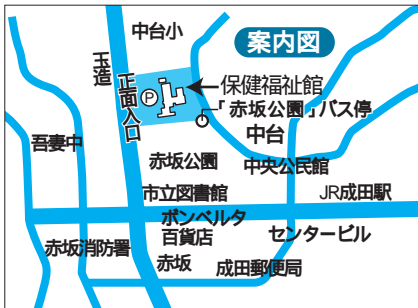 中台小
案内図
玉造
正面入口
P
保健福祉館
「赤坂公園」バス停
中台
吾妻中
赤坂公園
中央公民館
市立図書館
JR成田駅
ボンベルタ
百貨店
センタービル
赤坂消防署
赤坂
成田郵便局